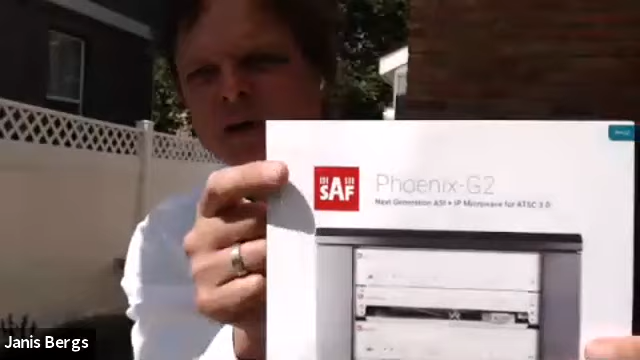 SAF
Phoenix-G2
Next Generation ASI + IP Microwave for ATSC 3.0
Janis Bergs